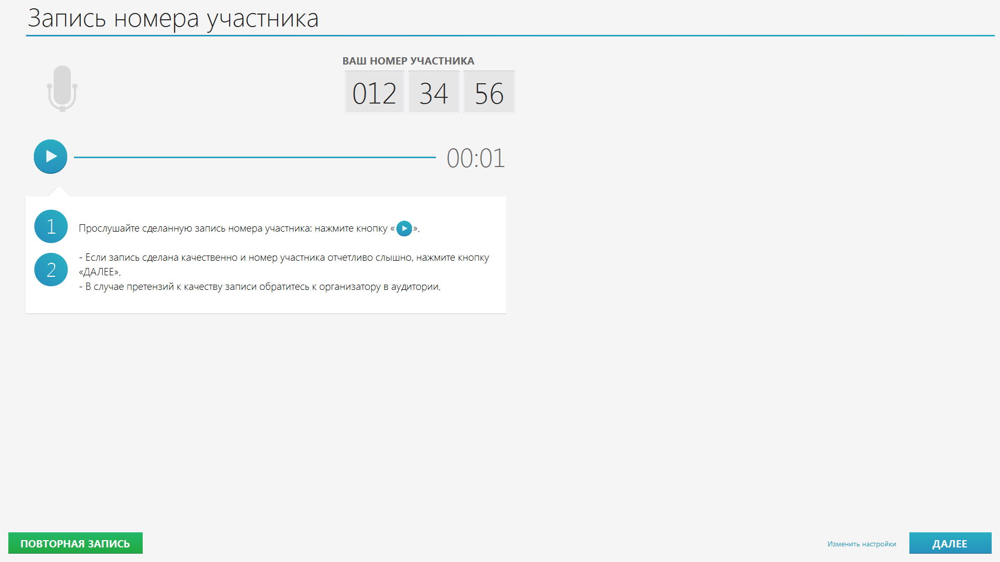 Запись номера участника
ВАШ НОМЕР УЧАСТНИКА
012 34 56
00:01
1
Прослушайте сделанную запись номера участника: нажмите кнопку « ».
2
- Если запись сделана качественно и номер участника отчетливо слышно, нажмите кнопку
«ДАЛЕЕ».
- В случае претензий к качеству записи обратитесь к организатору в аудитории.
ПОВТОРНАЯ ЗАПИСЬ
Изменить настройки
ДАЛЕЕ